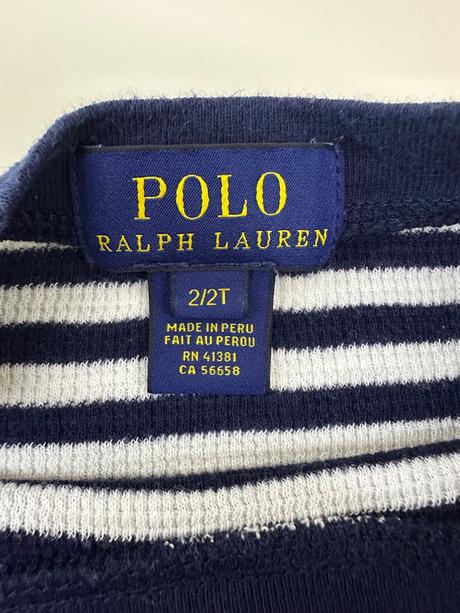 POLO
RALPH LAUREN
2/2T
MADE IN PERU
FAIT AU PEROU
RN 41381
CA 56658